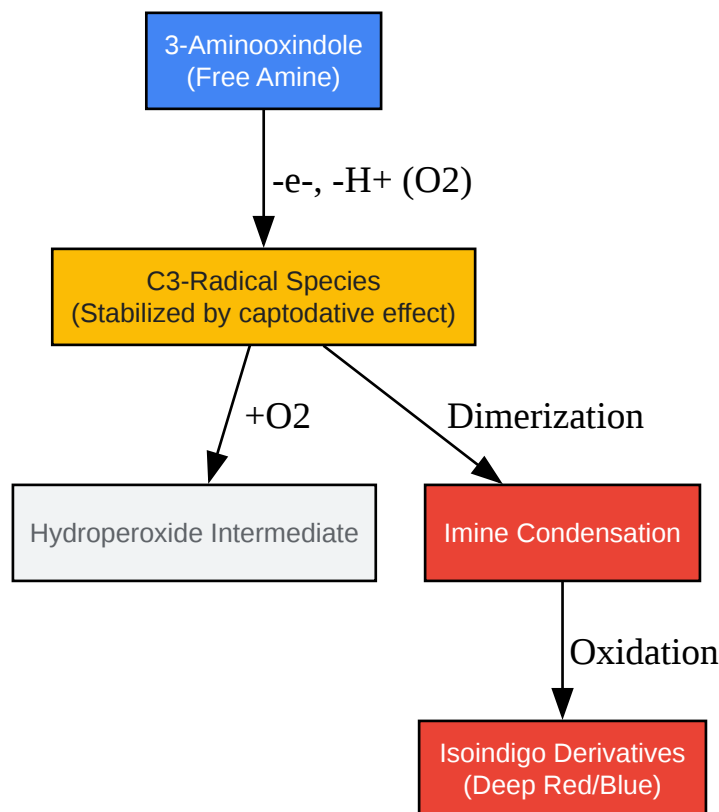 3-Aminooxindole
(Free Amine)
-e-, -H+ (O2)
C3-Radical Species
(Stabilized by captodative effect)
+O2
Dimerization
Hydroperoxide Intermediate
Imine Condensation
Oxidation
Isoindigo Derivatives
(Deep Red/Blue)